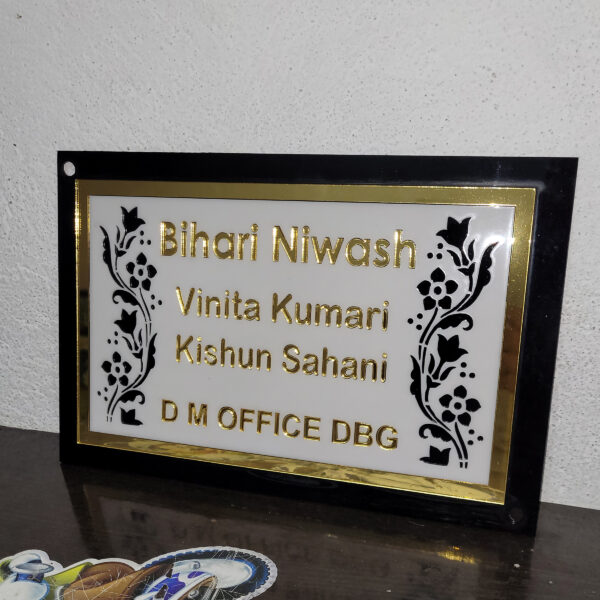 Bihari Niwash
Vinita Kumari
Kishun Sahani
D M OFFICE DBG